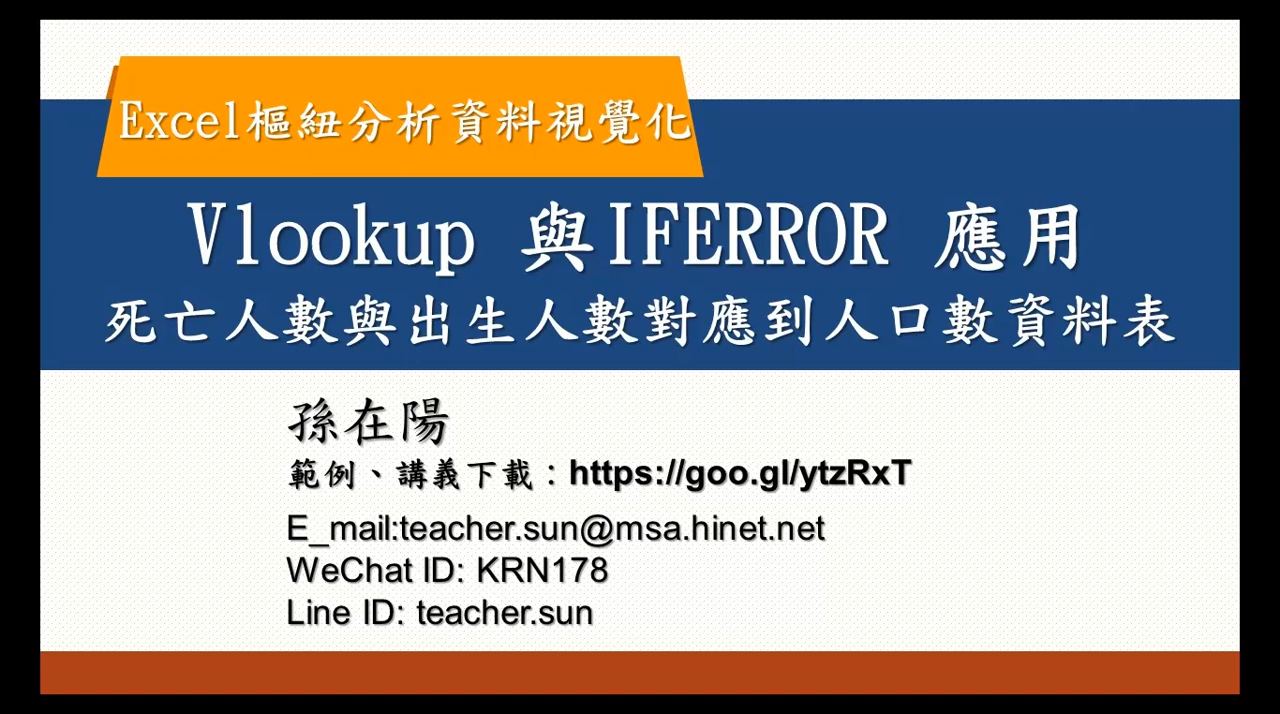 Excel樞紐分析資料視覺化
Vlookup 與IFERROR 應用
死亡人數與出生人數對應到人口數資料表
孫在陽
範例、講義下載：https://goo.gl/ytzRxT
E_mail:teacher.sun@msa.hinet.net
WeChat ID: KRN178
Line ID: teacher.sun